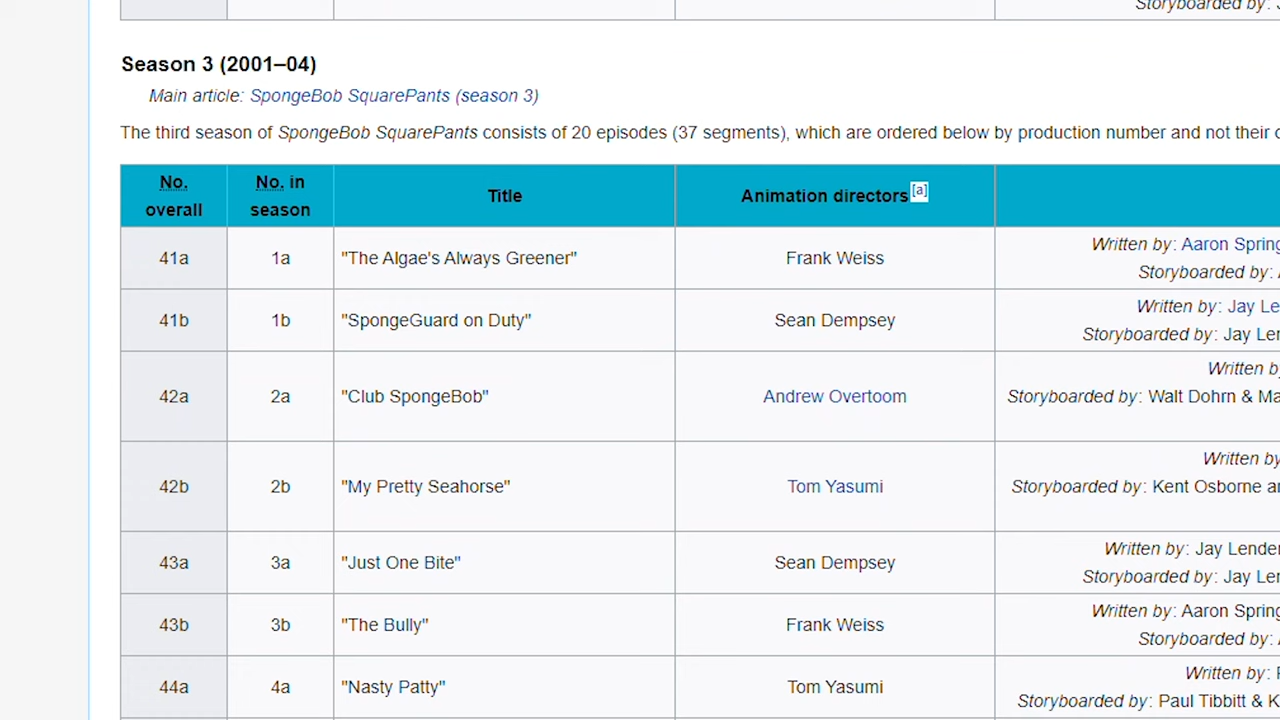 Storyboarded by: J
Season 3 (2001–04)
Main article: SpongeBob SquarePants (season 3)
The third season of SpongeBob SquarePants consists of 20 episodes (37 segments), which are ordered below by production number and not their
No. overall No. in season Title Animation directors[a]
41a 1a "The Algae's Always Greener" Frank Weiss Written by: Aaron Spring
Storyboarded by:
41b 1b "SpongeGuard on Duty" Sean Dempsey Written by: Jay Le
Storyboarded by: Jay Ler
42a 2a "Club SpongeBob" Andrew Overtoom Written by
Storyboarded by: Walt Dohrn & Ma
42b 2b "My Pretty Seahorse" Tom Yasumi Written by
Storyboarded by: Kent Osborne an
43a 3a "Just One Bite" Sean Dempsey Written by: Jay Lender
Storyboarded by: Jay Ler
43b 3b "The Bully" Frank Weiss Written by: Aaron Spring
Storyboarded by:
44a 4a "Nasty Patty" Tom Yasumi Written by: P
Storyboarded by: Paul Tibbitt & K